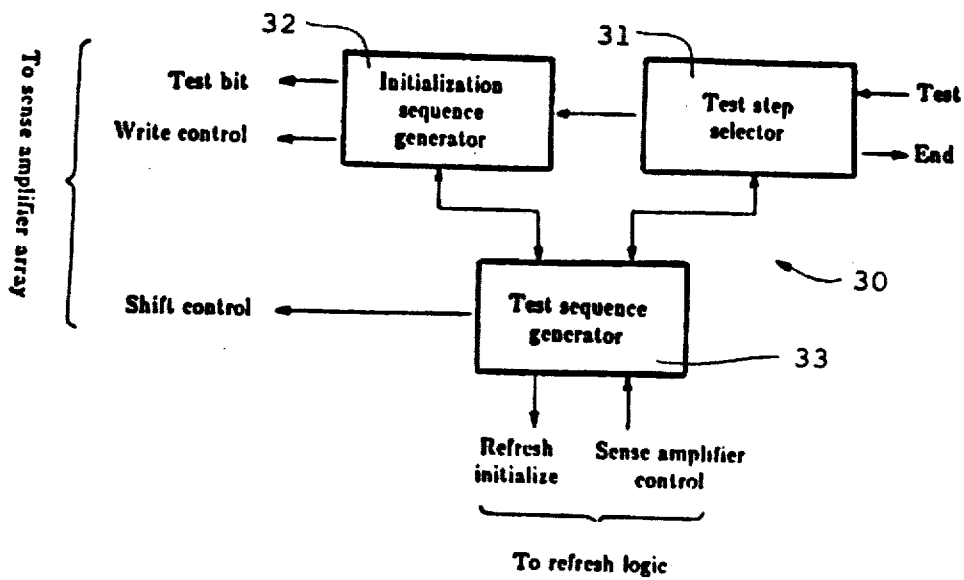 32
31
Test bit
Write control
Initialization
sequence
generator
Test step
selector
Test
End
To sense amplifier array
30
Shift control
Test sequence
generator
33
Refresh
initialize
Sense amplifier
control
To refresh logic